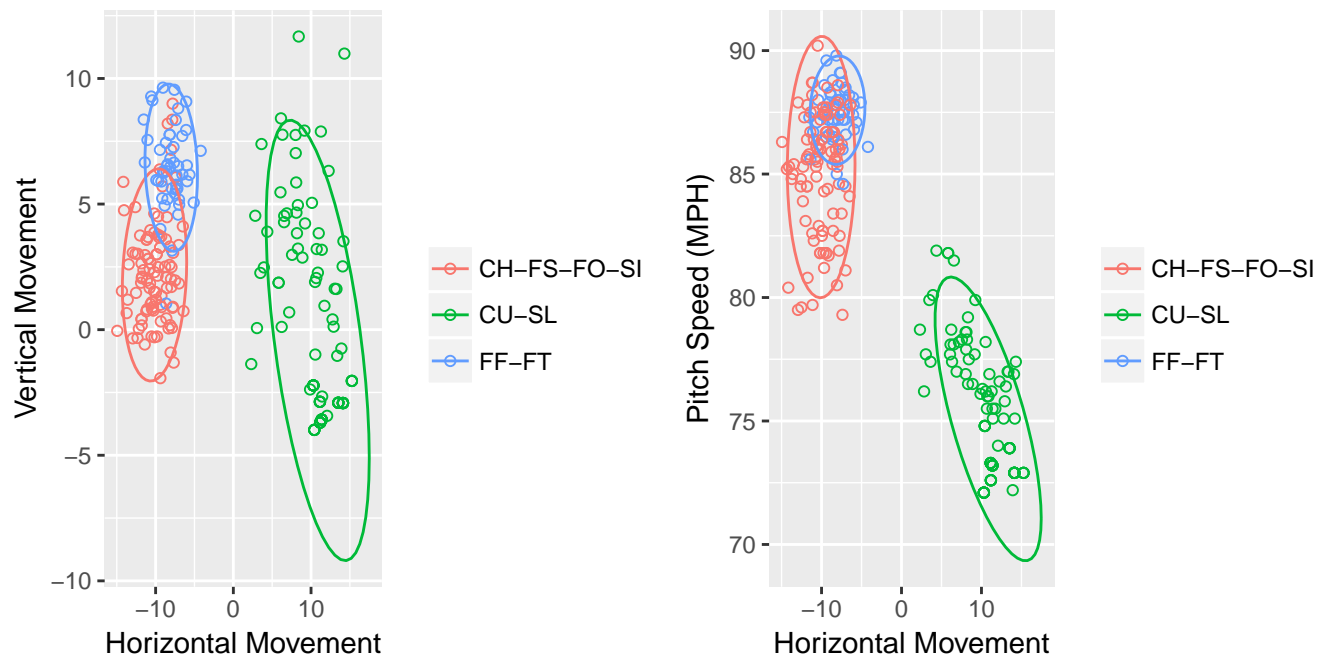 Vertical Movement
10
5
0
−5
−10
−10 0 10
Horizontal Movement
CH−FS−FO−SI
CU−SL
FF−FT
Pitch Speed (MPH)
90
85
80
75
70
−10 0 10
Horizontal Movement
CH−FS−FO−SI
CU−SL
FF−FT